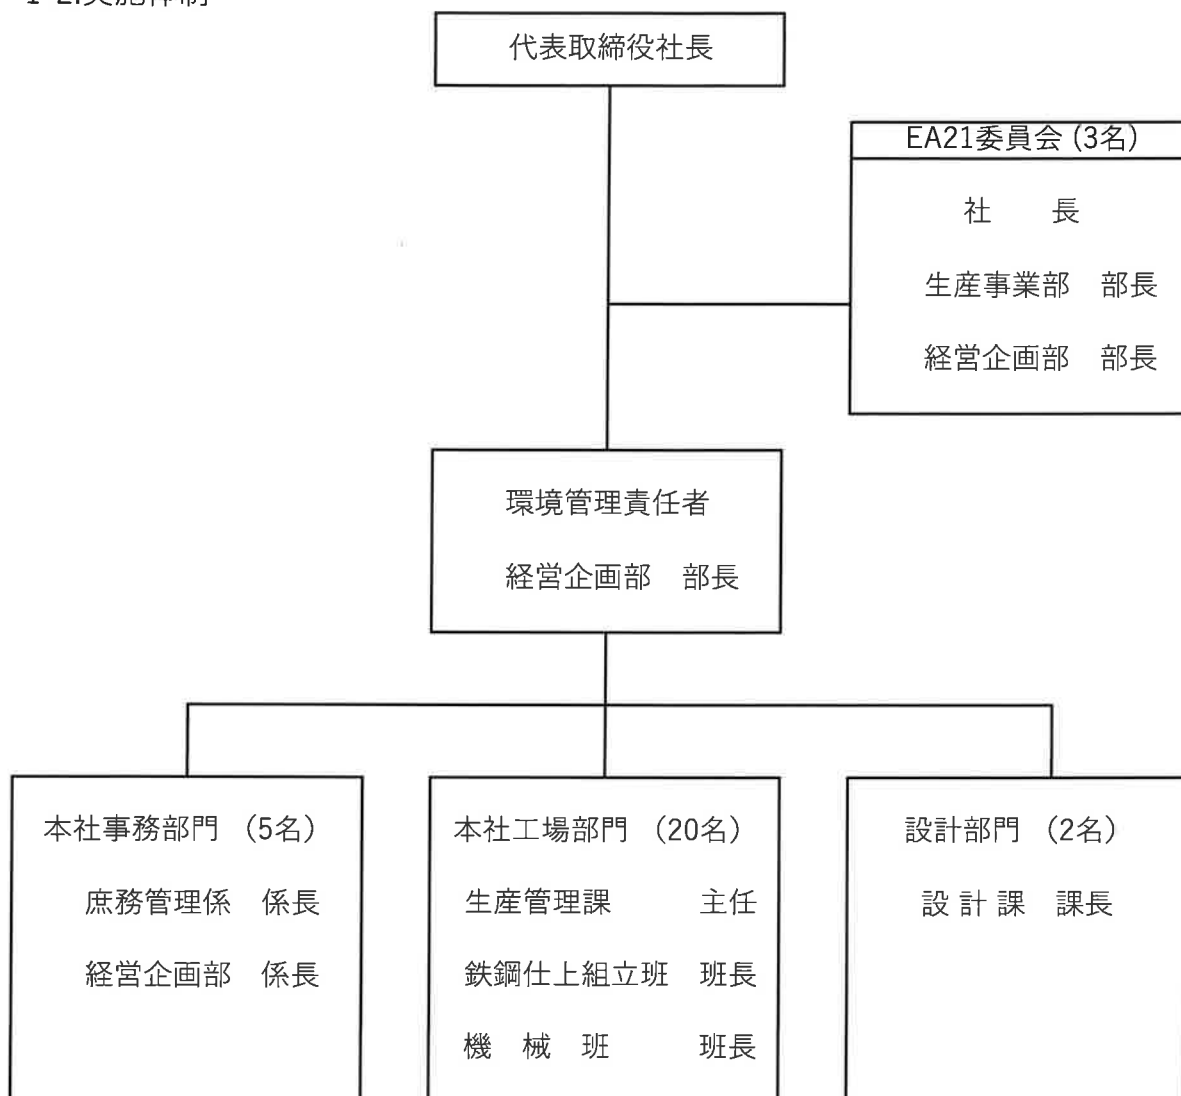 代表取締役社長
EA21委員会 (3名)
社　　長
生産事業部　部長
経営企画部　部長
環境管理責任者
経営企画部　部長
本社事務部門　(5名)
庶務管理係　係長
経営企画部　係長
本社工場部門　(20名)
生産管理課　　　主任
鉄鋼仕上組立班　班長
機　械　班　　　班長
設計部門　(2名)
設 計 課　課長